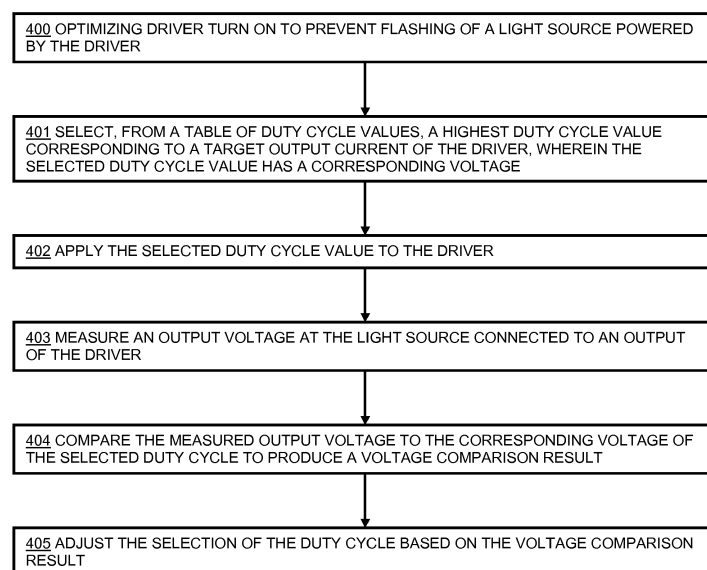 400 OPTIMIZING DRIVER TURN ON TO PREVENT FLASHING OF A LIGHT SOURCE POWERED
BY THE DRIVER
401 SELECT, FROM A TABLE OF DUTY CYCLE VALUES, A HIGHEST DUTY CYCLE VALUE
CORRESPONDING TO A TARGET OUTPUT CURRENT OF THE DRIVER, WHEREIN THE
SELECTED DUTY CYCLE VALUE HAS A CORRESPONDING VOLTAGE
402 APPLY THE SELECTED DUTY CYCLE VALUE TO THE DRIVER
403 MEASURE AN OUTPUT VOLTAGE AT THE LIGHT SOURCE CONNECTED TO AN OUTPUT
OF THE DRIVER
404 COMPARE THE MEASURED OUTPUT VOLTAGE TO THE CORRESPONDING VOLTAGE OF
THE SELECTED DUTY CYCLE TO PRODUCE A VOLTAGE COMPARISON RESULT
405 ADJUST THE SELECTION OF THE DUTY CYCLE BASED ON THE VOLTAGE COMPARISON
RESULT